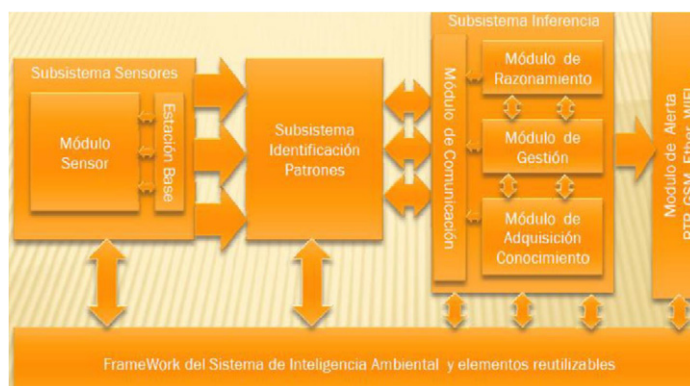 Subsistema Sensores
Módulo
Sensor
Estación Base
Subsistema
Identificación
Patrones
Subsistema Inferencia
Módulo de Comunicación
Módulo de
Razonamiento
Módulo de
Gestión
Módulo de
Adquisición
Conocimiento
Modulo de Alerta
FrameWork del Sistema de Inteligencia Ambiental y elementos reutilizables